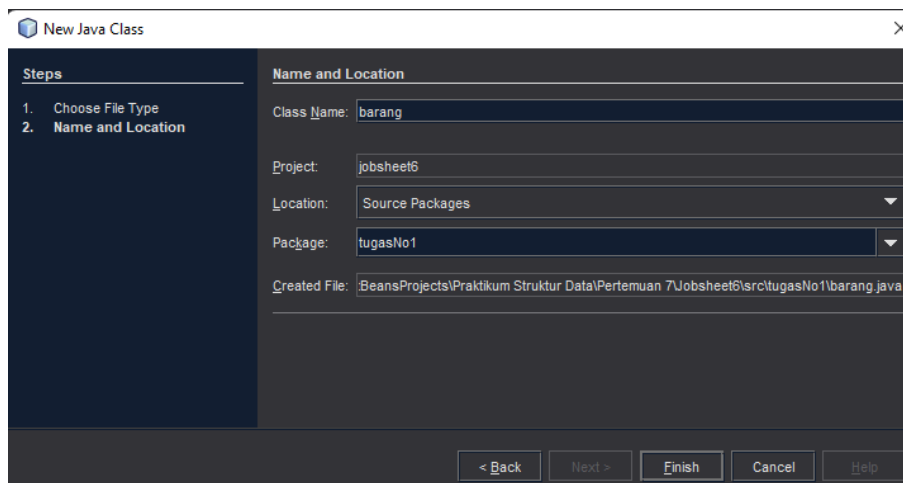 New Java Class
Steps
1. Choose File Type
2. Name and Location
Name and Location
Class Name: barang
Project: jobsheet6
Location: Source Packages
Package: tugasNo1
Created File: :BeansProjects\Praktikum Struktur Data\Pertemuan 7\Jobsheet6\src\tugasNo1\barang.java
< Back Next > Finish Cancel Help